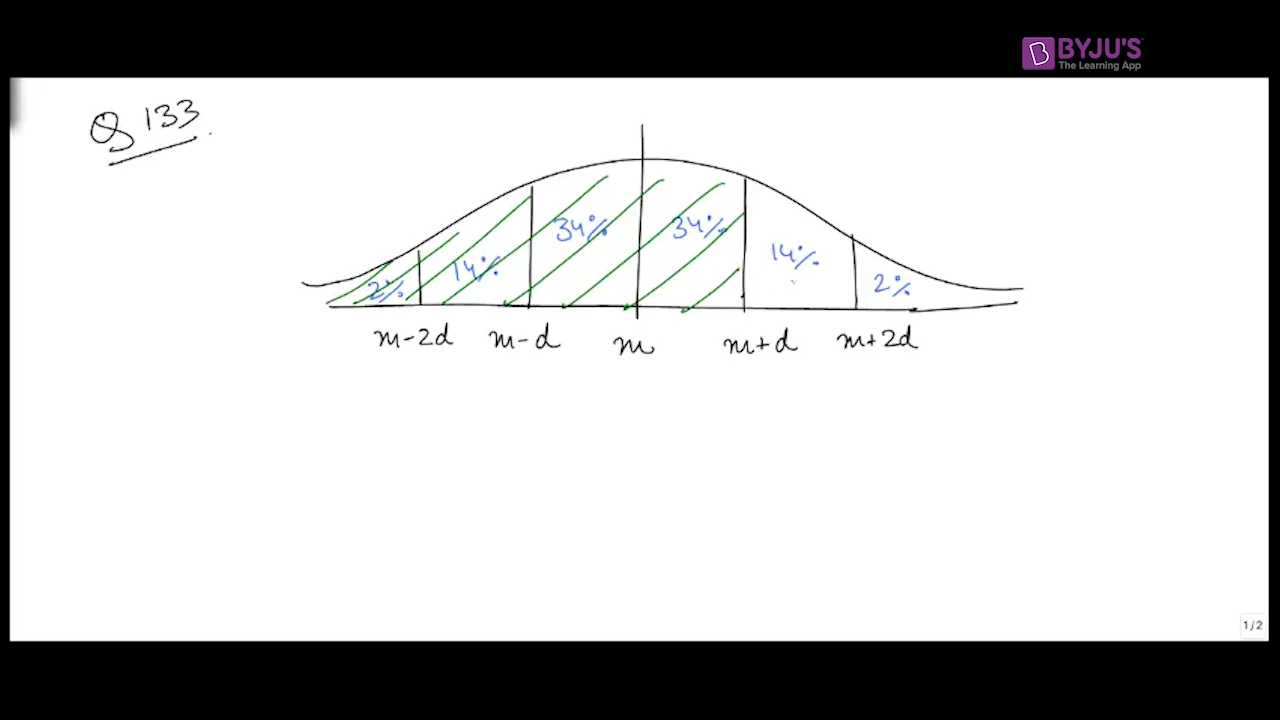 BYJU'S
The Learning App
Q 133.
34% 34%
2% 14% 14% 2%
m-2d m-d m m+d m+2d
1/2